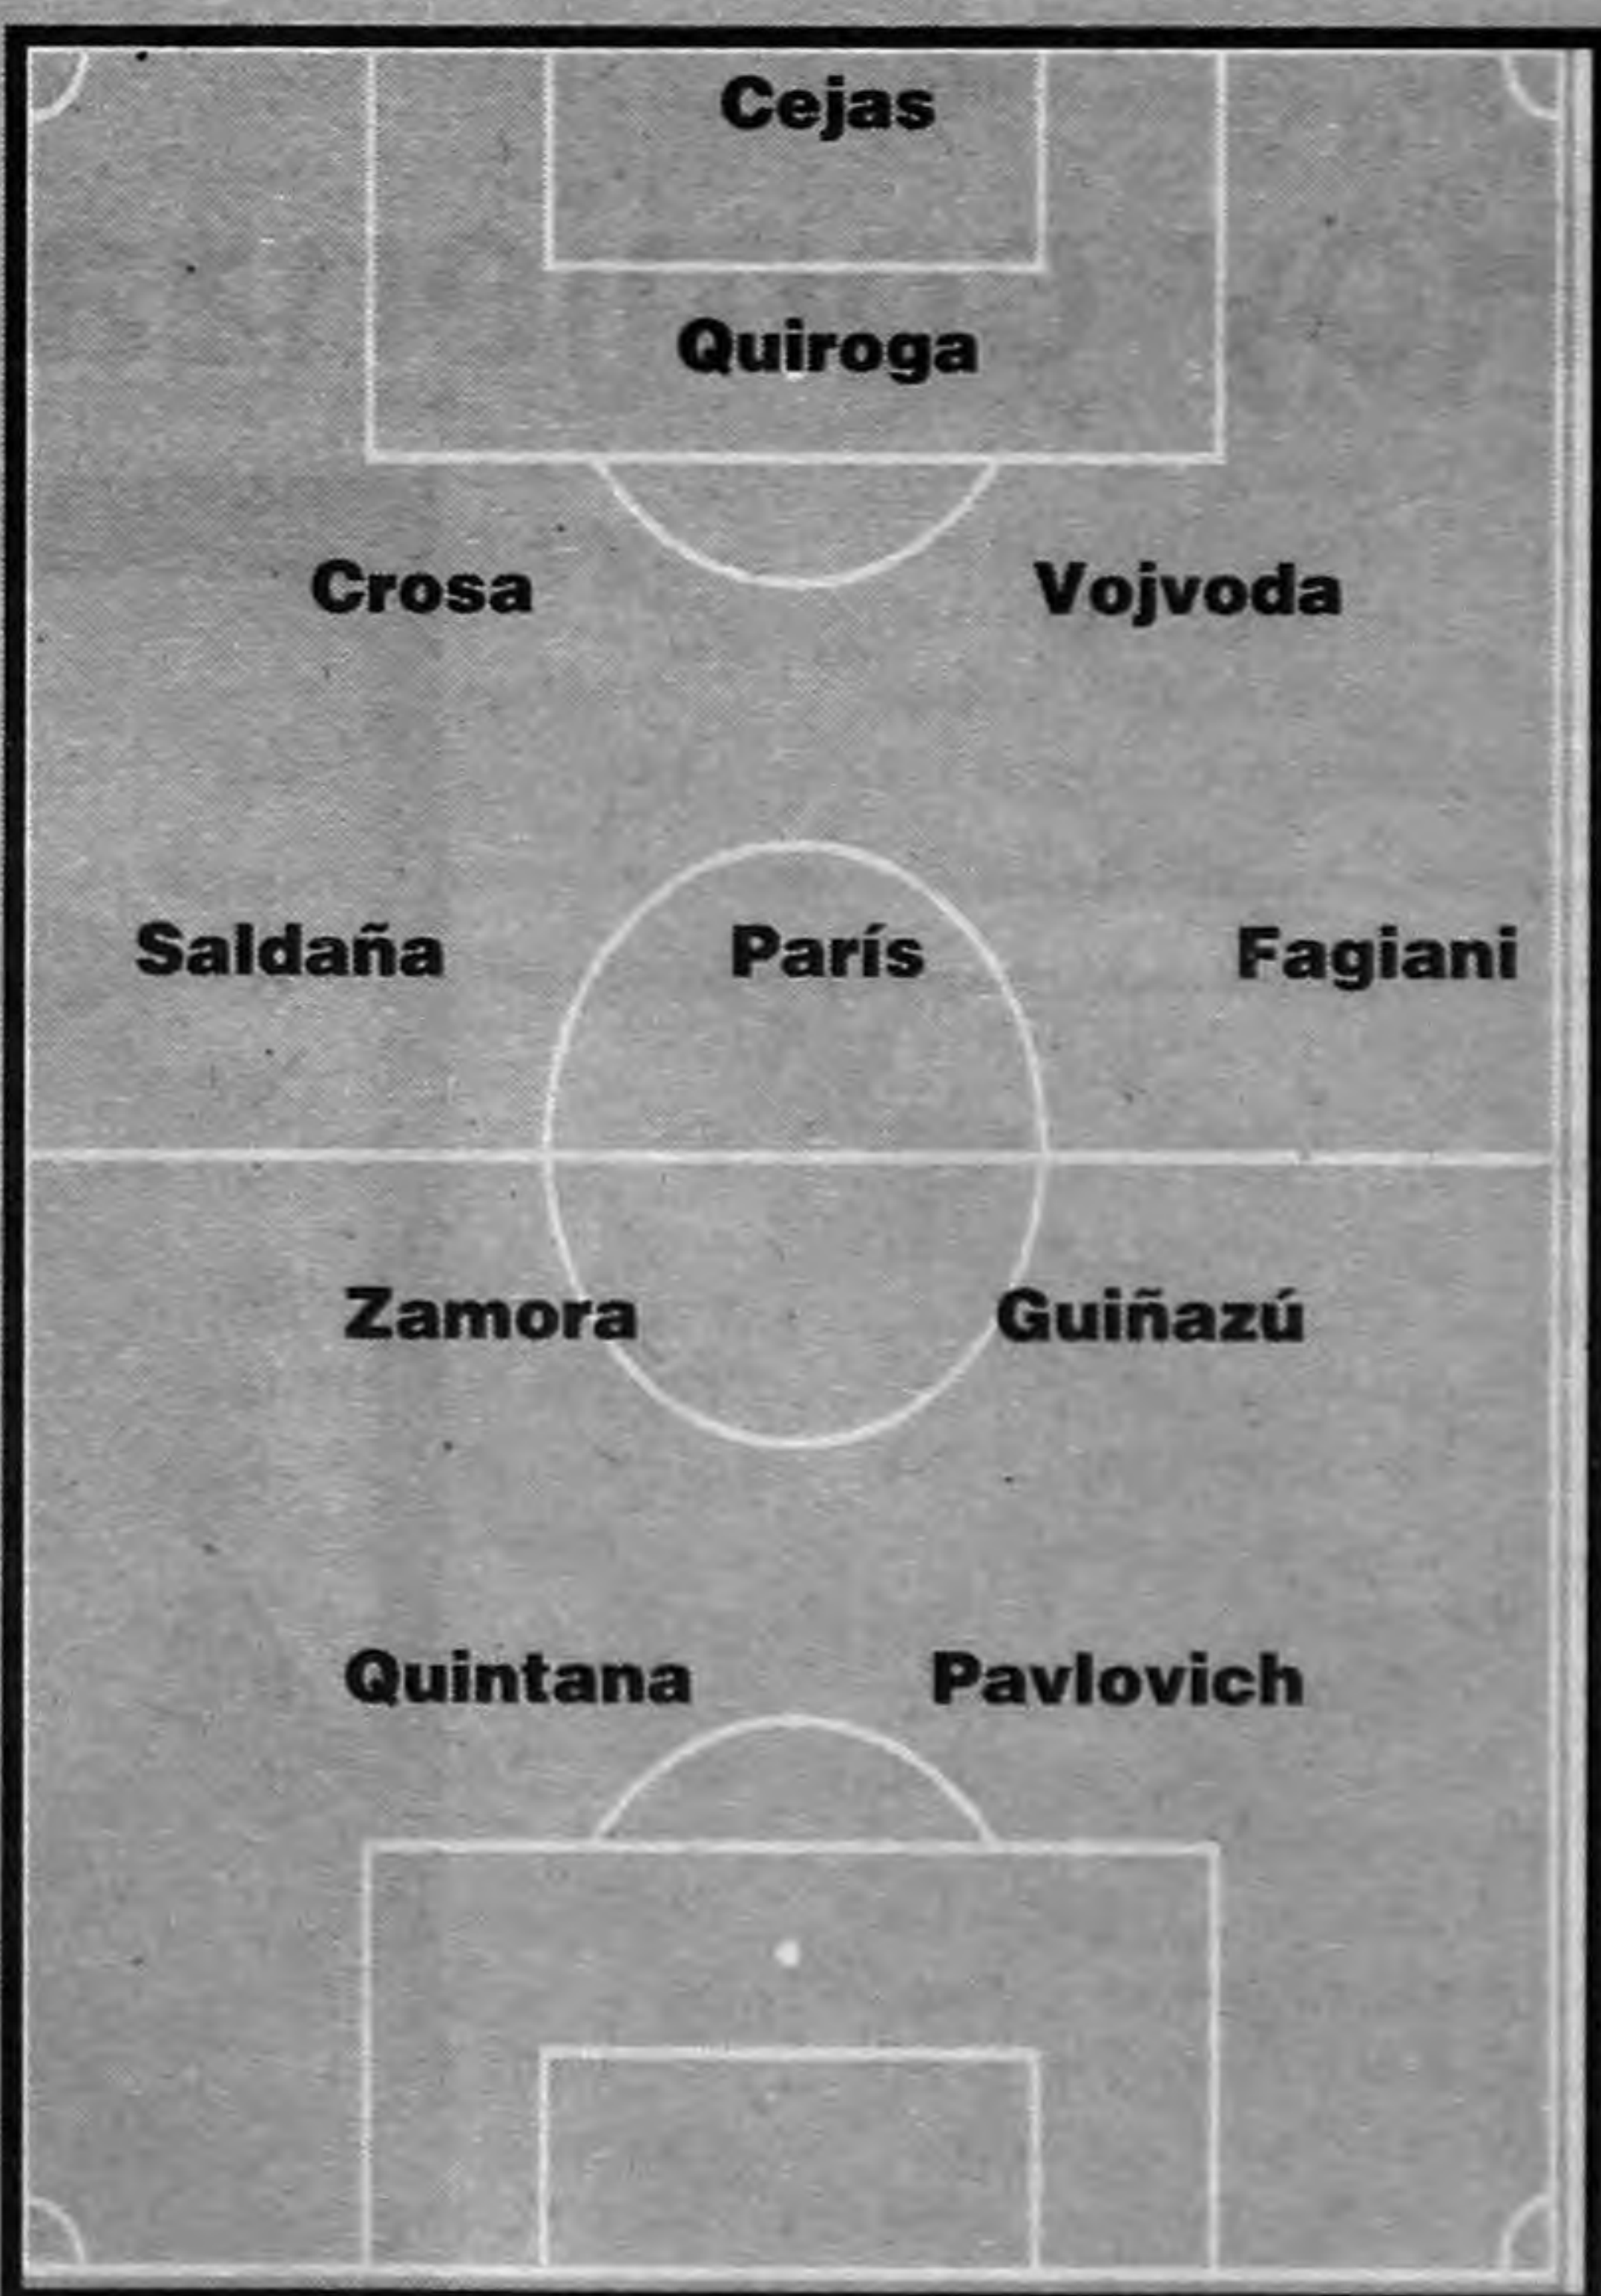 Cejas
Quiroga
Crosa Vojvoda
Saldaña París Fagiani
Zamora Guiñazú
Quintana Pavlovich